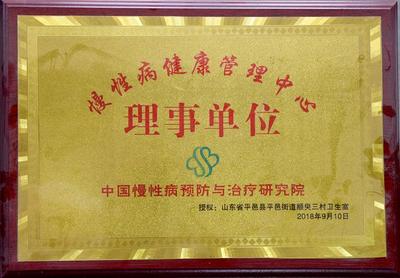 慢性病健康管理中心
理事单位
中国慢性病预防与治疗研究院
授权：山东省平邑县平邑街道顺央三村卫生室
2018年9月10日